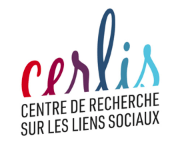 cerlis
CENTRE DE RECHERCHE
SUR LES LIENS SOCIAUX